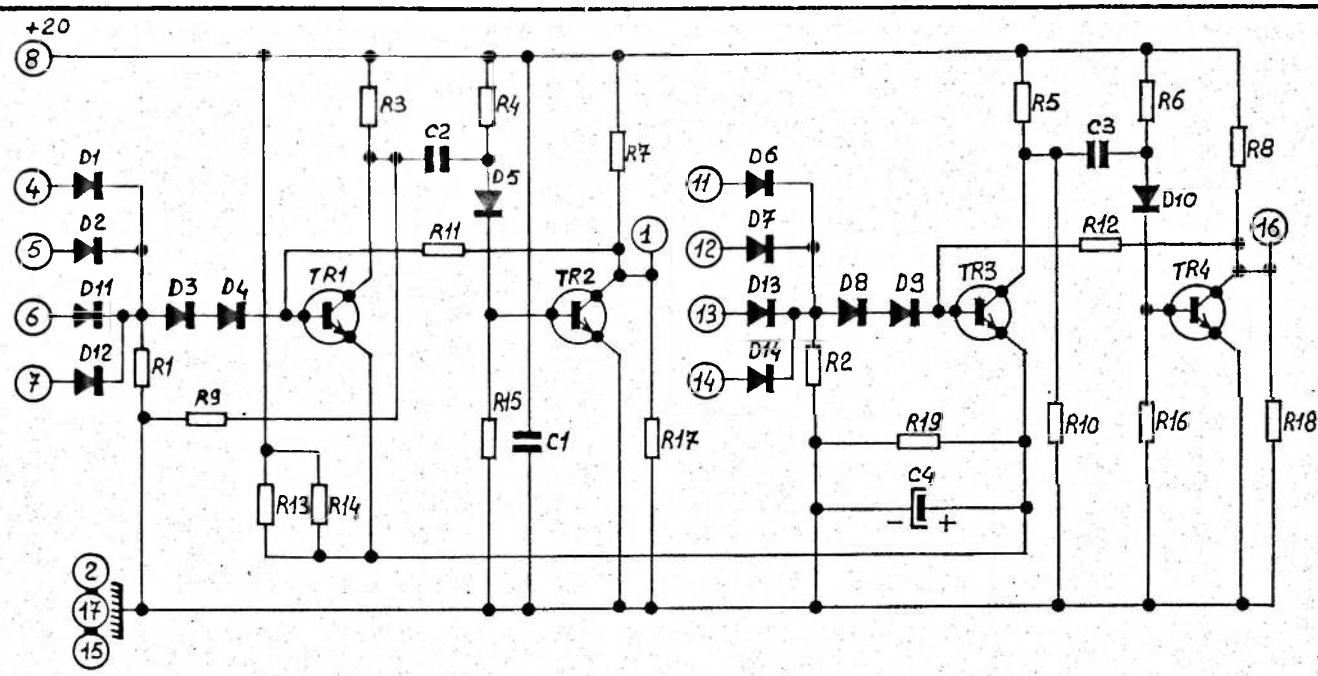 +20
8
R3
R4
C2
R7
D5
R5
R6
C3
R8
D1
4
D2
5
D11
6
D3
D4
D12
7
R1
R9
TR1
R11
TR2
1
R13
R14
R15
C1
R17
D6
11
D7
12
D13
13
D8
D9
D14
14
R2
TR3
R12
D10
TR4
16
R19
C4
- +
R10
R16
R18
2
17
15